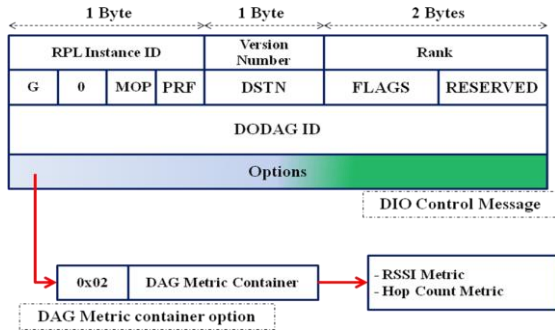 1 Byte 1 Byte 2 Bytes
RPL Instance ID Version Number Rank
G 0 MOP PRF DSTN FLAGS RESERVED
DODAG ID
Options
DIO Control Message
0x02 DAG Metric Container
- RSSI Metric
- Hop Count Metric
DAG Metric container option